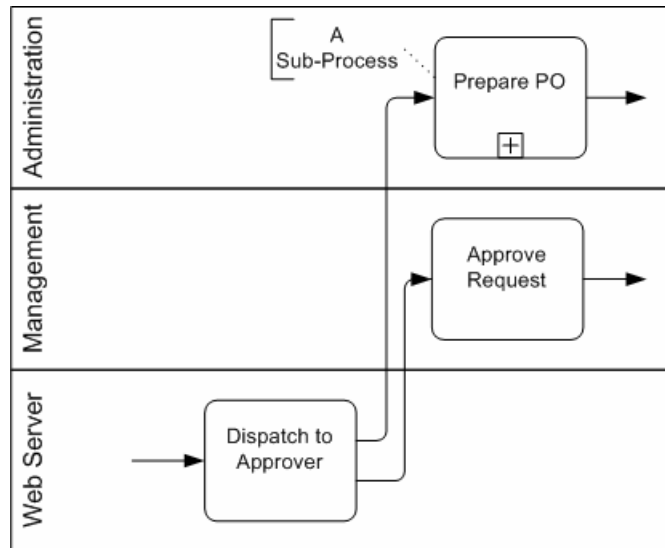 Administration
A
Sub-Process
Prepare PO
Management
Approve
Request
Web Server
Dispatch to
Approver